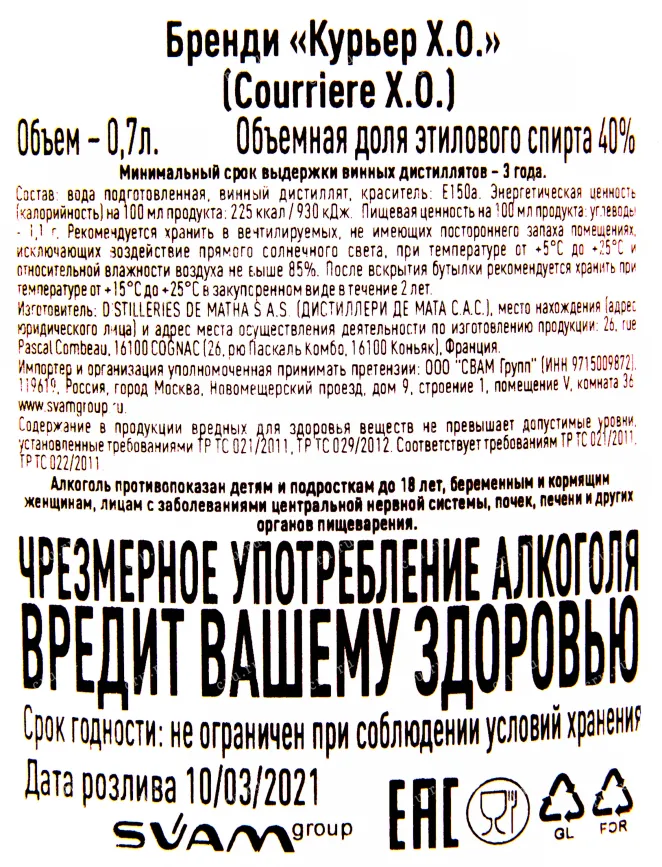 Бренди «Курьер Х.О.»
(Courriere X.O.)
Объем – 0,7л. Объемная доля этилового спирта 40%
Минимальный срок выдержки винных дистиллятов – 3 года.
Состав: вода подготовленная, винный дистиллят, краситель: Е150а. Энергетическая ценность
(калорийность) на 100 мл продукта: 225 ккал / 930 кДж. Пищевая ценность на 100 мл продукта: углеводы
- 1,1 г. Рекомендуется хранить в вентилируемых, не имеющих постороннего запаха помещениях,
исключающих воздействие прямого солнечного света, при температуре от +5°С до +25°С и
относительной влажности воздуха не выше 85%. После вскрытия бутылки рекомендуется хранить при
температуре от +15°С до +25°С в закупоренном виде в течение 2 лет.
Изготовитель: D'STILLERIES DE MATHA S.A.S. (ДИСТИЛЛЕРИ ДЕ МАТА С.А.С.), место нахождения (адрес
юридического лица) и адрес места осуществления деятельности по изготовлению продукции: 26, rue
Pascal Combeau, 16100 COGNAC (26, рю Паскаль Комбо, 16100 Коньяк), Франция.
Импортер и организация уполномоченная принимать претензии: ООО "СВАМ Групп" (ИНН 9715009872),
119619, Россия, город Москва, Новомещерский проезд, дом 9, строение 1, помещение V, комната 36
www.svamgroup.ru.
Содержание в продукции вредных для здоровья веществ не превышает допустимые уровни,
установленные требованиями ТР ТС 021/2011, ТР ТС 029/2012. Соответствует требованиям ТР ТС 021/2011,
ТР ТС 022/2011
Алкоголь противопоказан детям и подросткам до 18 лет, беременным и кормящим
женщинам, лицам с заболеваниями центральной нервной системы, почек, печени и других
органов пищеварения.
ЧРЕЗМЕРНОЕ УПОТРЕБЛЕНИЕ АЛКОГОЛЯ
ВРЕДИТ ВАШЕМУ ЗДОРОВЬЮ
Срок годности: не ограничен при соблюдении условий хранения
Дата розлива 10/03/2021
SVAMgroup EAC GL FOR